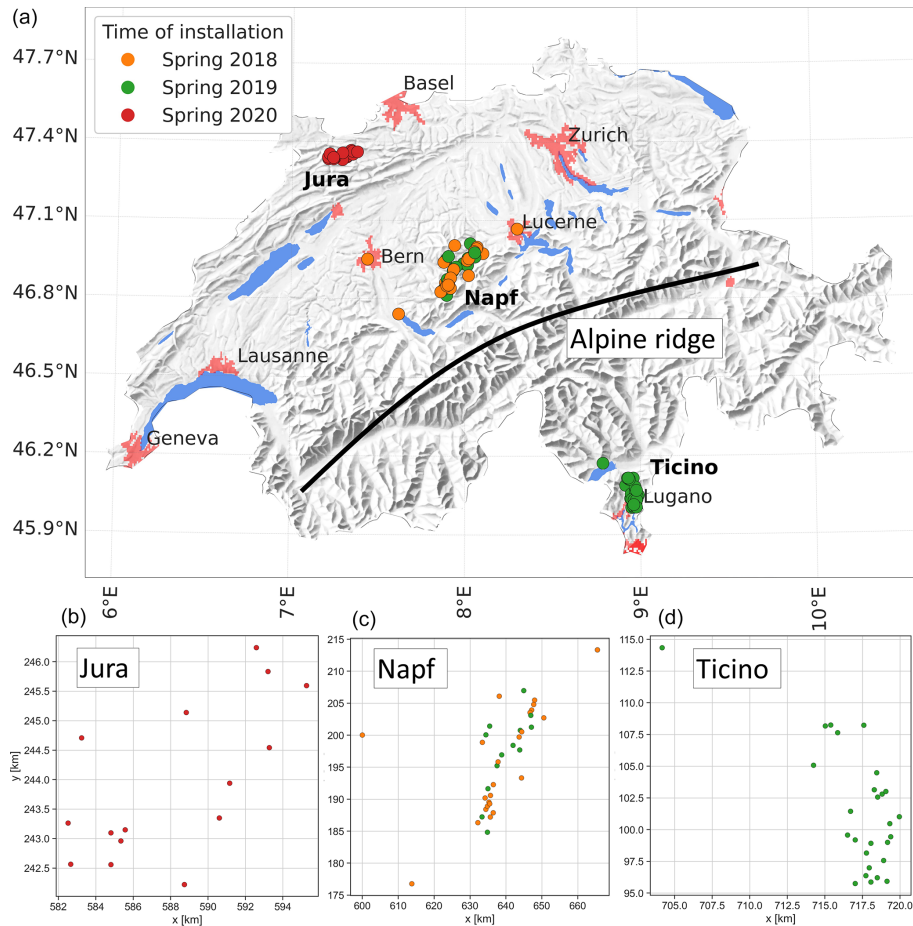 (a)
Time of installation
Spring 2018
Spring 2019
Spring 2020
47.7°N
47.4°N
47.1°N
46.8°N
46.5°N
46.2°N
45.9°N
Basel
Zurich
Jura
Lucerne
Bern
Napf
Alpine ridge
Lausanne
Geneva
Ticino
Lugano
6°E
7°E
8°E
9°E
10°E
(b)
Jura
246.0
245.5
245.0
244.5
244.0
243.5
243.0
242.5
y [km]
582 584 586 588 590 592 594
x [km]
(c)
Napf
215
210
205
200
195
190
185
180
175
600 610 620 630 640 650 660
x [km]
(d)
Ticino
115.0
112.5
110.0
107.5
105.0
102.5
100.0
97.5
95.0
705.0 707.5 710.0 712.5 715.0 717.5 720.0
x [km]